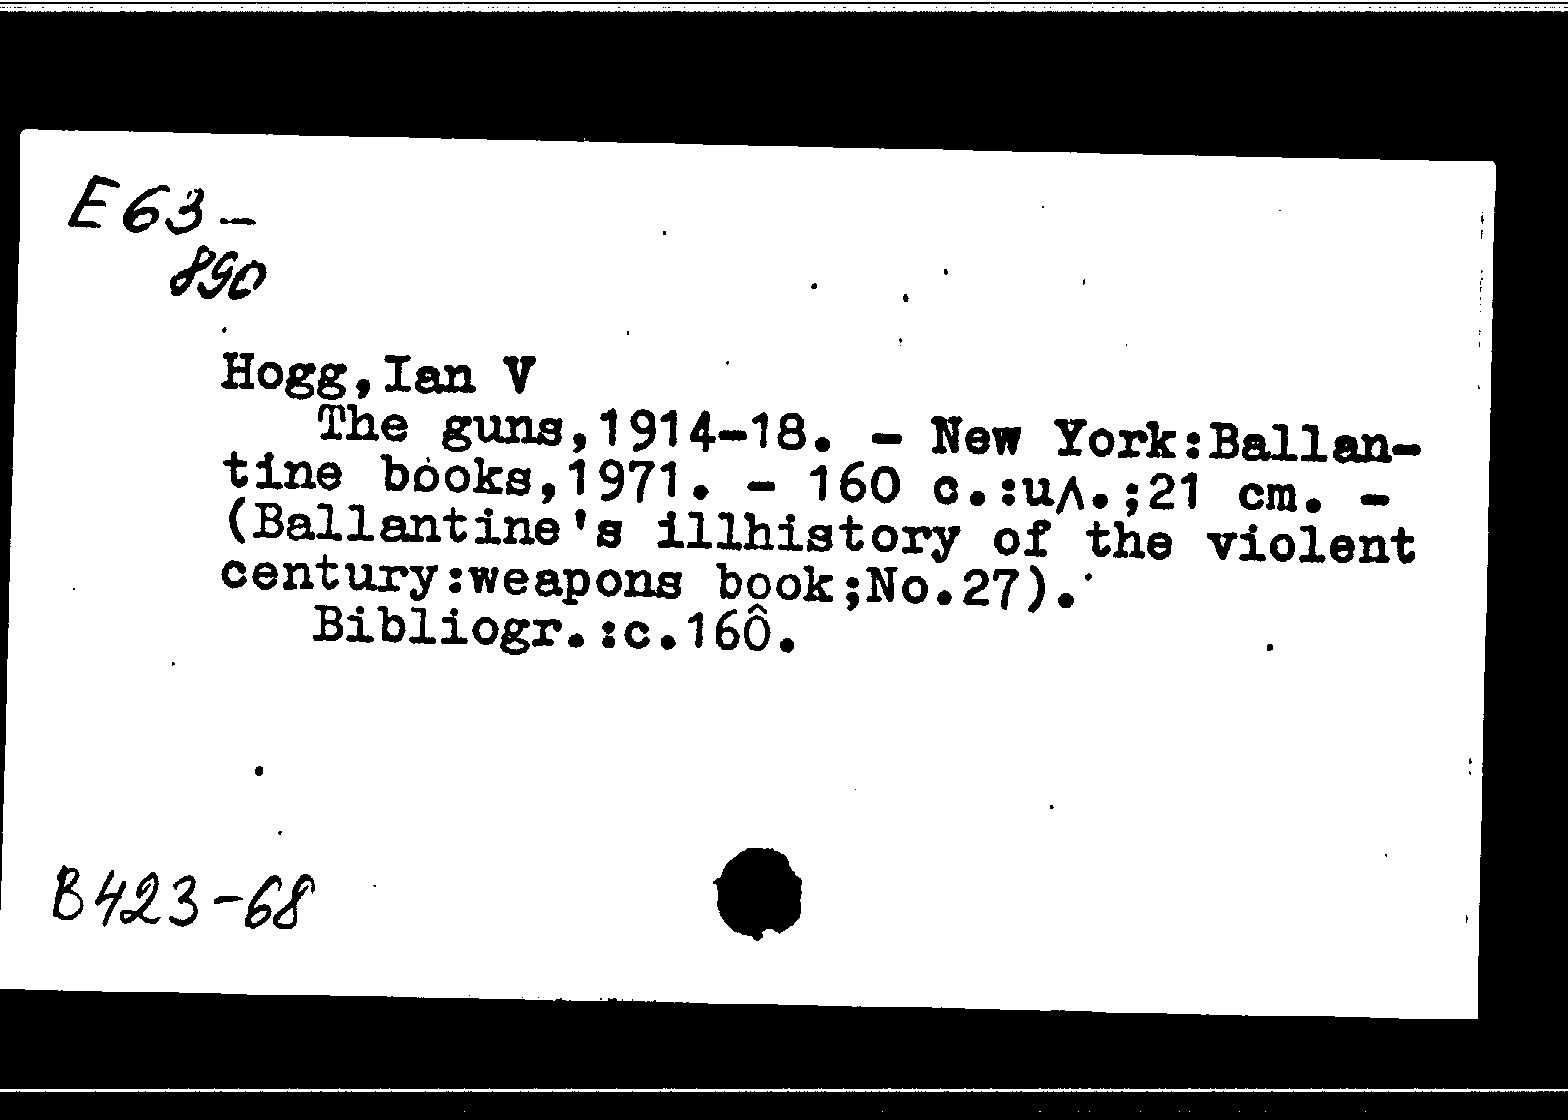 E63-
890
Hogg,Ian V
The guns,1914-18. - New York:Ballan-
tine books,1971. - 160 c.:uл.;21 cm. -
(Ballantine's illhistory of the violent
century:weapons book;No.27).
Bibliogr.:c.160.
B423-68